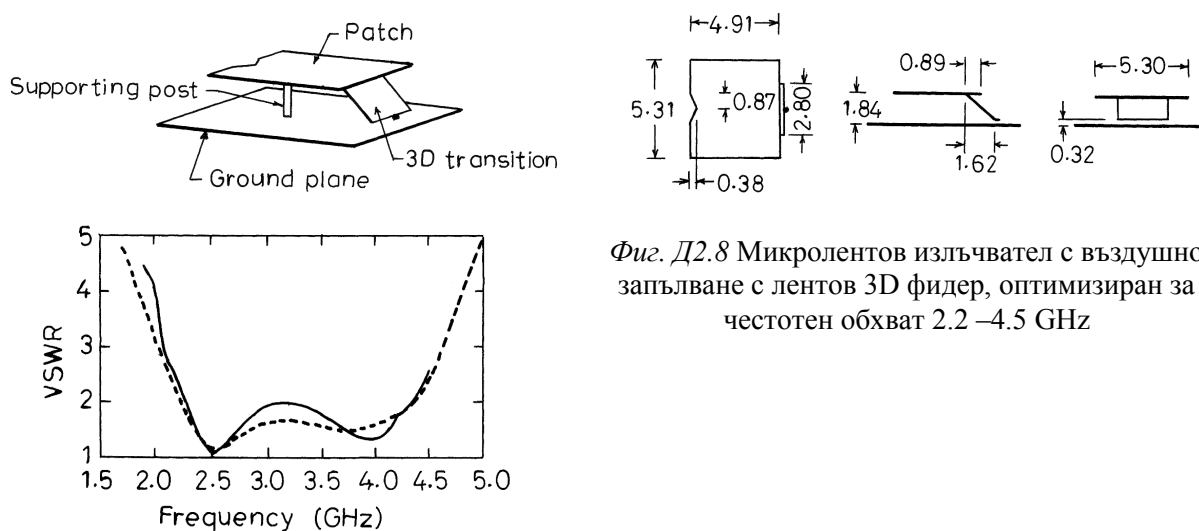 Patch
Supporting post
3D transition
Ground plane
4.91
5.31
0.87
2.80
0.38
0.89
1.84
1.62
5.30
0.32
5
4
3
2
1
VSWR
1.5 2.0 2.5 3.0 3.5 4.0 4.5 5.0
Frequency (GHz)
Фиг. Д2.8 Микролентов излъчвател с въздушно
запълване с лентов 3D фидер, оптимизиран за
честотен обхват 2.2 –4.5 GHz